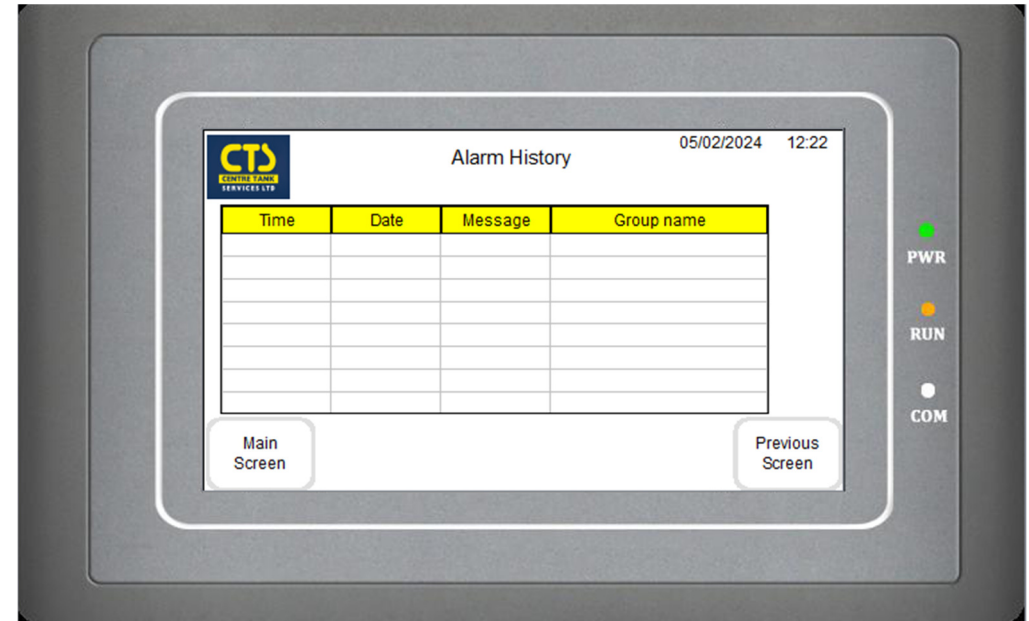 CTS
CENTRE TANK
SERVICES LTD
Alarm History
05/02/2024 12:22
Time Date Message Group name
PWR
RUN
COM
Main
Screen
Previous
Screen